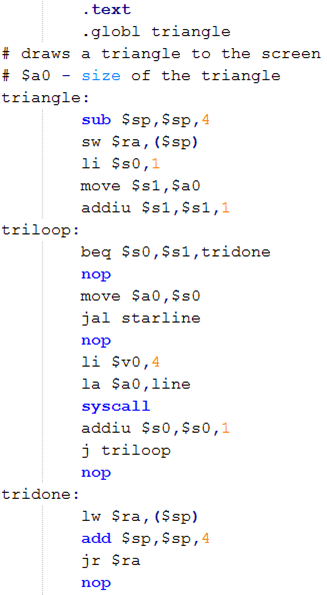 .text
.globl triangle
# draws a triangle to the screen
# $a0 - size of the triangle
triangle:
sub $sp,$sp,4
sw $ra,($sp)
li $s0,1
move $s1,$a0
addiu $s1,$s1,1
triloop:
beq $s0,$s1,tridone
nop
move $a0,$s0
jal starline
nop
li $v0,4
la $a0,line
syscall
addiu $s0,$s0,1
j triloop
nop
tridone:
lw $ra,($sp)
add $sp,$sp,4
jr $ra
nop